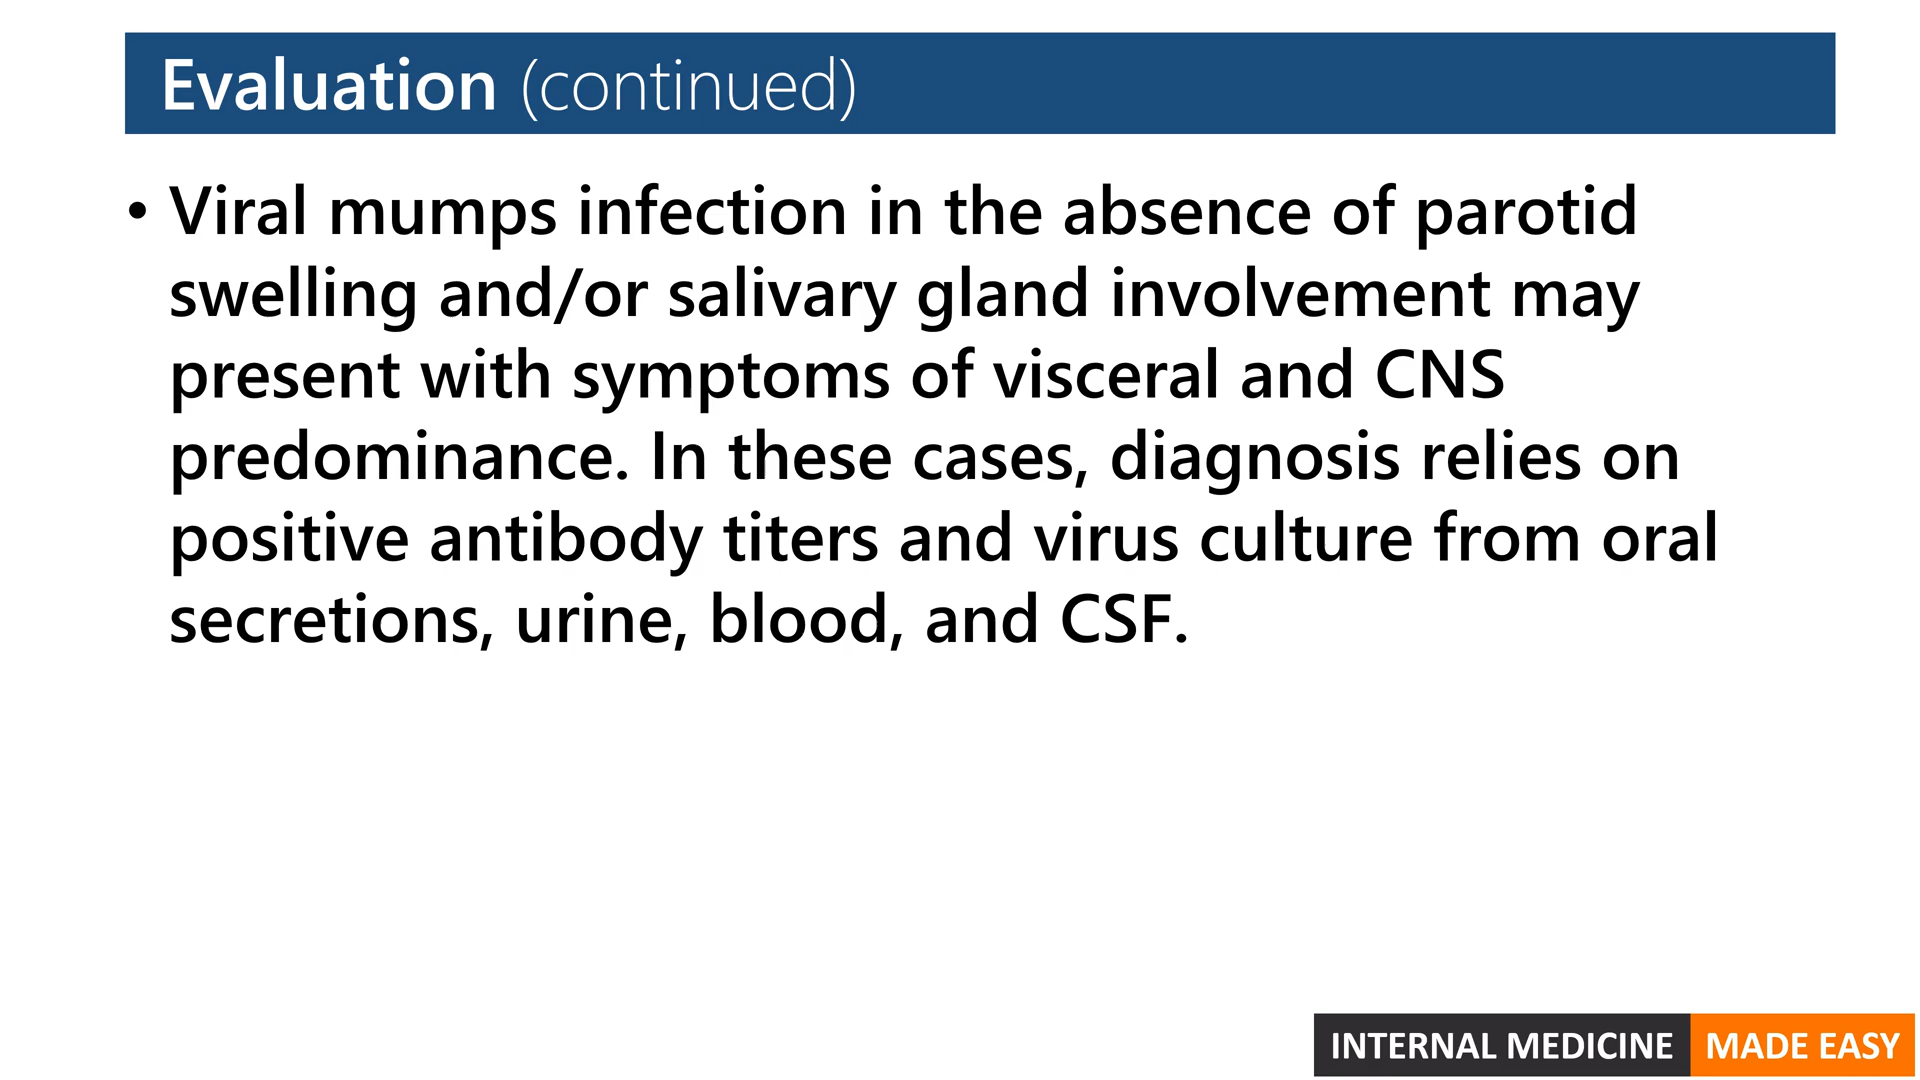 Evaluation (continued)
• Viral mumps infection in the absence of parotid
swelling and/or salivary gland involvement may
present with symptoms of visceral and CNS
predominance. In these cases, diagnosis relies on
positive antibody titers and virus culture from oral
secretions, urine, blood, and CSF.
INTERNAL MEDICINE MADE EASY